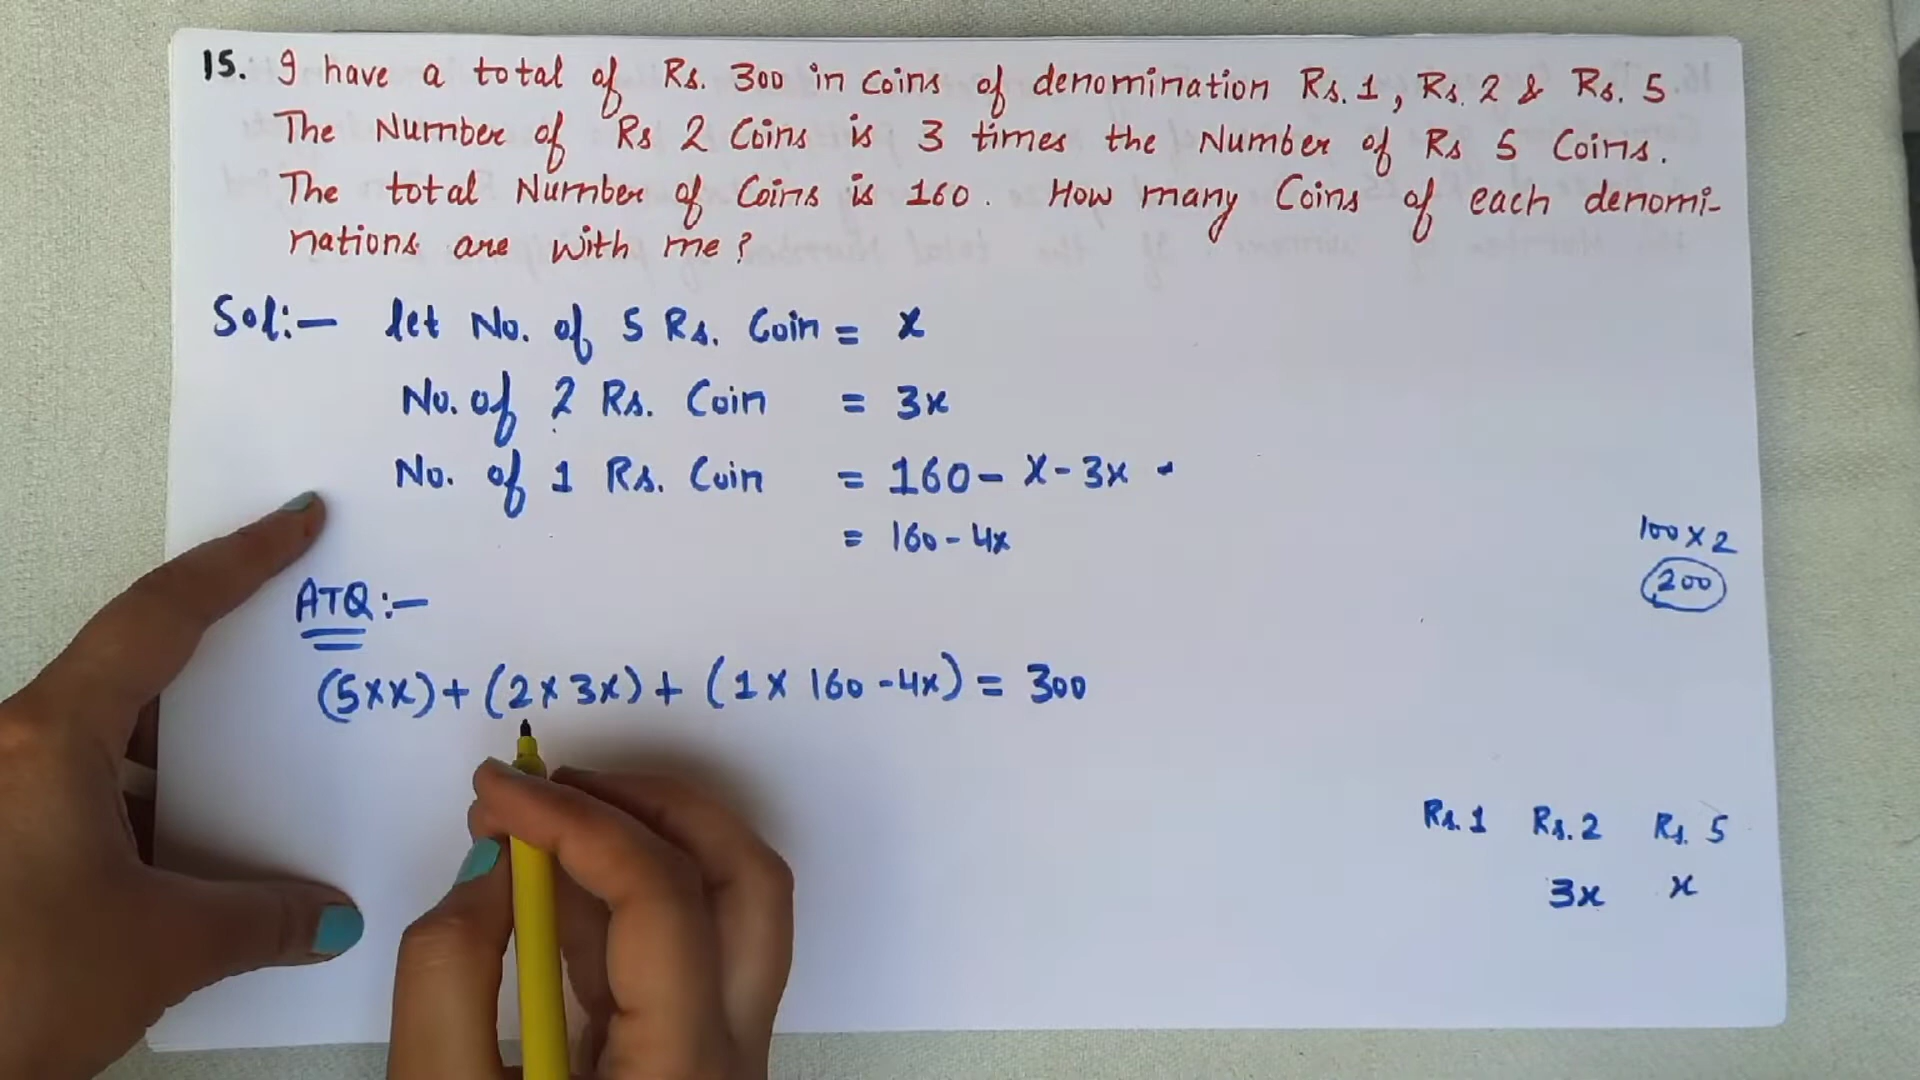 15. I have a total of Rs. 300 in coins of denomination Rs. 1, Rs. 2 & Rs. 5
The Number of Rs 2 Coins is 3 times the Number of Rs 5 Coins.
The total Number of Coins is 160. How many Coins of each denomi-
nations are with me?
Sol:- let No. of 5 Rs. Coin = x
No. of 2 Rs. Coin = 3x
No. of 1 Rs. Coin = 160 - x - 3x -
= 160 - 4x
100 × 2
200
ATQ:-
(5×x) + (2 × 3x) + (1 × 160 - 4x) = 300
Rs. 1 Rs. 2 Rs. 5
3x x